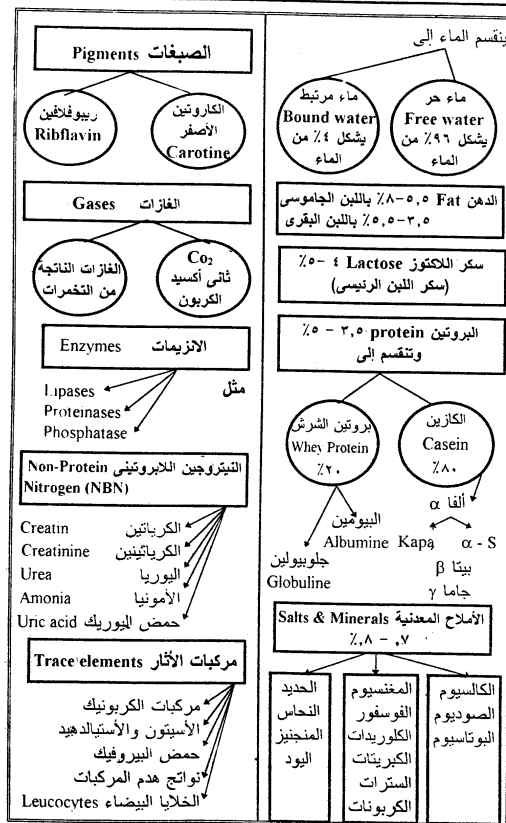 ينقسم الماء إلى
ماء حر
Free water
يشكل ٩٦٪ من
الماء
ماء مرتبط
Bound water
يشكل ٤٪ من
الماء
الدهن Fat ٥,٥–٨٪ باللبن الجاموسى
٣,٥–٥,٥٪ باللبن البقرى
سكر اللاكتوز Lactose ٤ –٥٪
(سكر اللبن الرئيسى)
البروتين protein ٣,٥ – ٥٪
وتنقسم إلى
الكازين
Casein
٨٠٪
بروتين الشرش
Whey Protein
٢٠٪
ألفا α
α - S
Kapa
بيتا β
جاما γ
البيومين
Albumine
جلوبيولين
Globuline
الأملاح المعدنية Salts & Minerals
٧, – ٨,٪
الكالسيوم
الصوديوم
البوتاسيوم
المغنسيوم
الفوسفور
الكلوريدات
الكبريتات
السترات
الكربونات
الحديد
النحاس
المنجنيز
اليود
الصبغات Pigments
الكاروتين
الأصفر
Carotine
ريبوفلافين
Ribflavin
الغازات Gases
Co₂
ثانى أكسيد
الكربون
الغازات الناتجة
من التخمرات
الانزيمات Enzymes
مثل
Lipases
Proteinases
Phosphatase
النيتروجين اللابروتينى Non-Protein
Nitrogen (NBN)
الكرياتين Creatin
الكرياتينين Creatinine
اليوريا Urea
الأمونيا Amonia
حمض اليوريك Uric acid
مركبات الأثار Trace elements
مركبات الكربونيك
الأسيتون والأستيالدهيد
حمض البيروفيك
نواتج هدم المركبات
الخلايا البيضاء Leucocytes